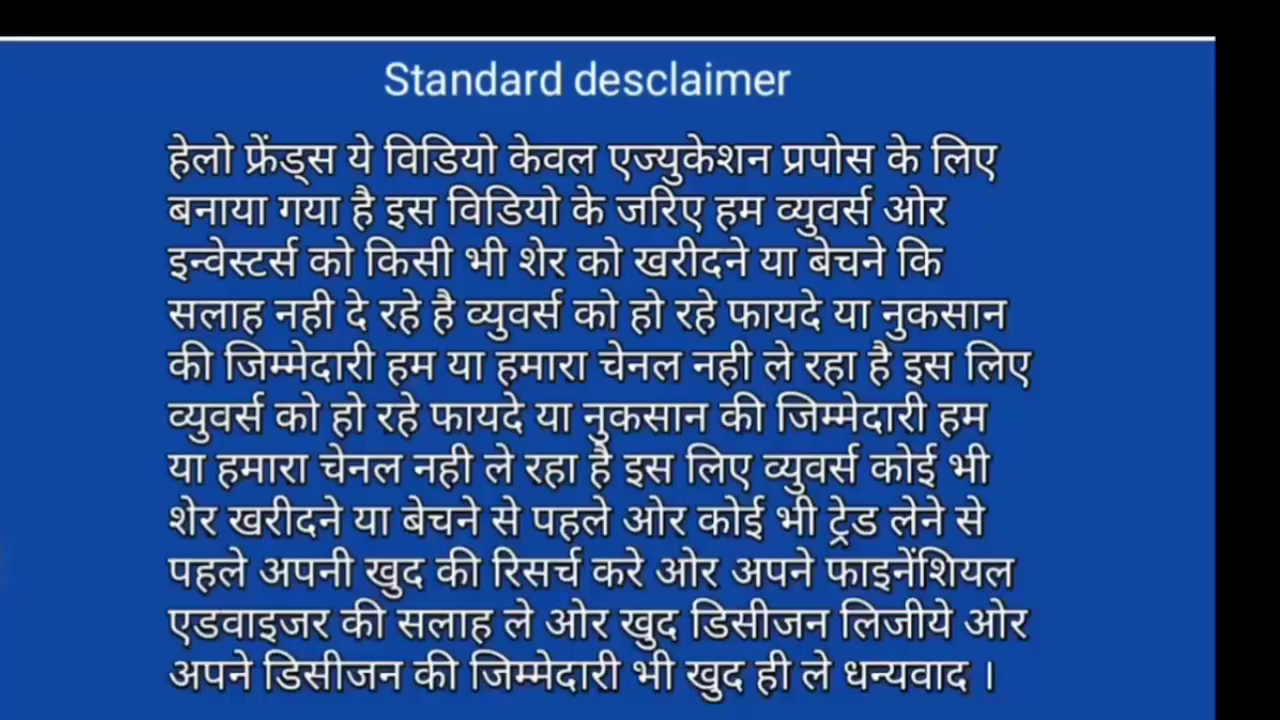 Standard desclaimer
हेलो फ्रेंड्स ये विडियो केवल एज्युकेशन प्रपोस के लिए
बनाया गया है इस विडियो के जरिए हम व्युवर्स ओर
इन्वेस्टर्स को किसी भी शेर को खरीदने या बेचने कि
सलाह नही दे रहे है व्युवर्स को हो रहे फायदे या नुकसान
की जिम्मेदारी हम या हमारा चेनल नही ले रहा है इस लिए
व्युवर्स को हो रहे फायदे या नुकसान की जिम्मेदारी हम
या हमारा चेनल नही ले रहा है इस लिए व्युवर्स कोई भी
शेर खरीदने या बेचने से पहले ओर कोई भी ट्रेड लेने से
पहले अपनी खुद की रिसर्च करे ओर अपने फाइनेंशियल
एडवाइजर की सलाह ले ओर खुद डिसीजन लिजीये ओर
अपने डिसीजन की जिम्मेदारी भी खुद ही ले धन्यवाद ।